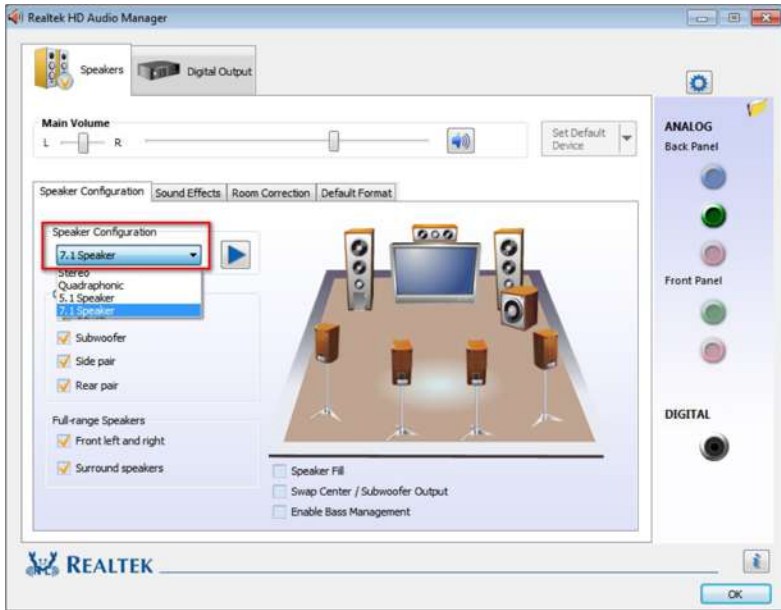 Realtek HD Audio Manager
Speakers
Digital Output
Main Volume
L
R
Set Default
Device
Speaker Configuration
Sound Effects
Room Correction
Default Format
Speaker Configuration
7.1 Speaker
Stereo
Quadraphonic
5.1 Speaker
7.1 Speaker
Subwoofer
Side pair
Rear pair
Full-range Speakers
Front left and right
Surround speakers
Speaker Fill
Swap Center / Subwoofer Output
Enable Bass Management
ANALOG
Back Panel
Front Panel
DIGITAL
REALTEK
OK